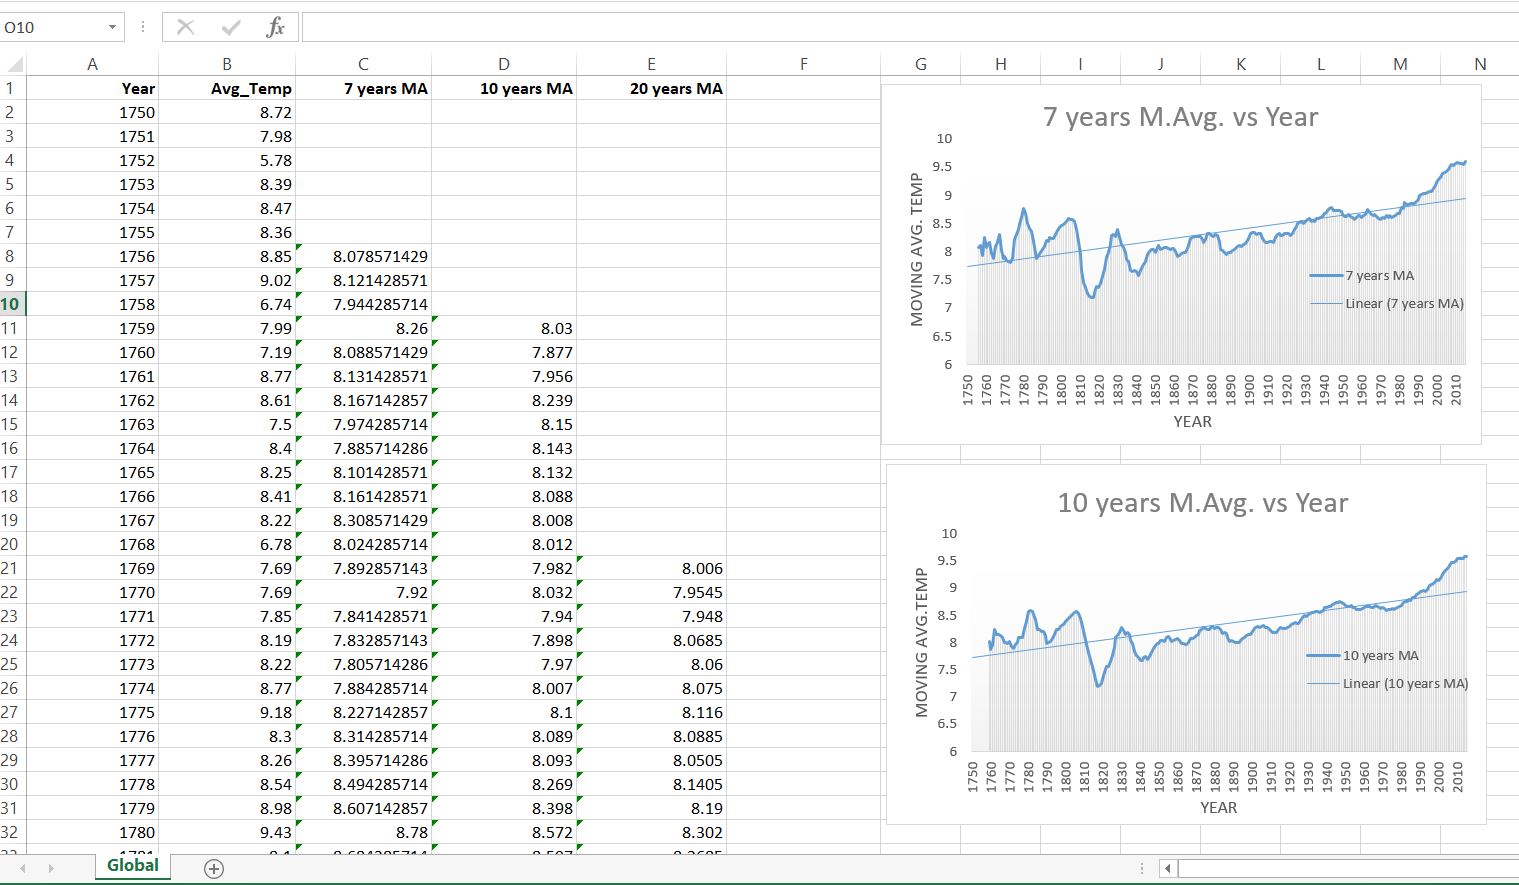 O10 fx
A B C D E F G H I J K L M N
1 Year Avg_Temp 7 years MA 10 years MA 20 years MA
2 1750 8.72
3 1751 7.98
4 1752 5.78
5 1753 8.39
6 1754 8.47
7 1755 8.36
8 1756 8.85 8.078571429
9 1757 9.02 8.121428571
10 1758 6.74 7.944285714
11 1759 7.99 8.26 8.03
12 1760 7.19 8.088571429 7.877
13 1761 8.77 8.131428571 7.956
14 1762 8.61 8.167142857 8.239
15 1763 7.5 7.974285714 8.15
16 1764 8.4 7.885714286 8.143
17 1765 8.25 8.101428571 8.132
18 1766 8.41 8.161428571 8.088
19 1767 8.22 8.308571429 8.008
20 1768 6.78 8.024285714 8.012
21 1769 7.69 7.892857143 7.982 8.006
22 1770 7.69 7.92 8.032 7.9545
23 1771 7.85 7.841428571 7.94 7.948
24 1772 8.19 7.832857143 7.898 8.0685
25 1773 8.22 7.805714286 7.97 8.06
26 1774 8.77 7.884285714 8.007 8.075
27 1775 9.18 8.227142857 8.1 8.116
28 1776 8.3 8.314285714 8.089 8.0885
29 1777 8.26 8.395714286 8.093 8.0505
30 1778 8.54 8.494285714 8.269 8.1405
31 1779 8.98 8.607142857 8.398 8.19
32 1780 9.43 8.78 8.572 8.302
7 years M.Avg. vs Year
MOVING AVG. TEMP
10
9.5
9
8.5
8
7.5
7
6.5
6
7 years MA
Linear (7 years MA)
1750 1760 1770 1780 1790 1800 1810 1820 1830 1840 1850 1860 1870 1880 1890 1900 1910 1920 1930 1940 1950 1960 1970 1980 1990 2000 2010
YEAR
10 years M.Avg. vs Year
MOVING AVG.TEMP
10
9.5
9
8.5
8
7.5
7
6.5
6
10 years MA
Linear (10 years MA)
1750 1760 1770 1780 1790 1800 1810 1820 1830 1840 1850 1860 1870 1880 1890 1900 1910 1920 1930 1940 1950 1960 1970 1980 1990 2000 2010
YEAR
Global